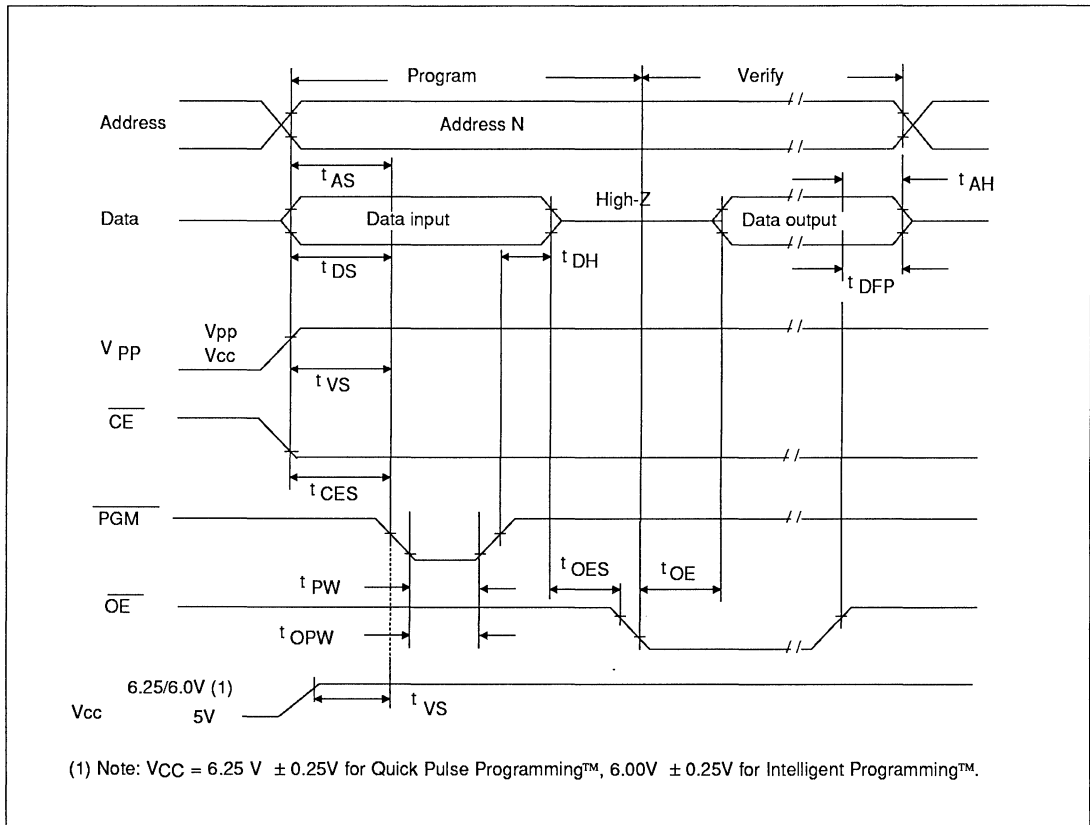 Program Verify
Address Address N
t AS
t AH
Data Data input High-Z Data output
t DS t DH
t DFP
V PP Vpp
Vcc
t VS
CE
t CES
PGM
t OES t OE
t PW
OE
t OPW
6.25/6.0V (1)
t VS
Vcc 5V
(1) Note: VCC = 6.25 V ± 0.25V for Quick Pulse Programming™, 6.00V ± 0.25V for Intelligent Programming™.